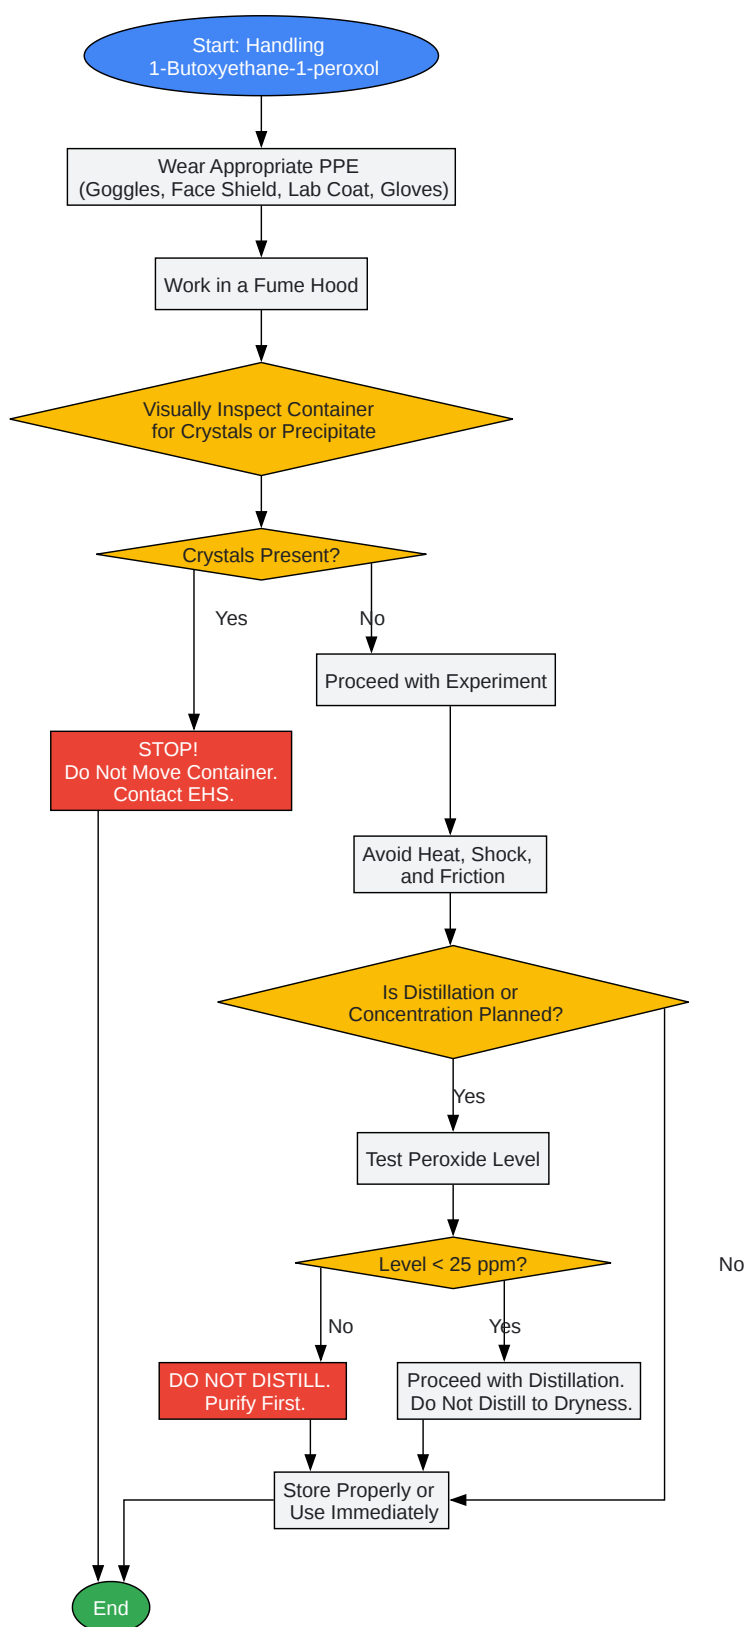 Start: Handling
1-Butoxyethane-1-peroxol
Wear Appropriate PPE
(Goggles, Face Shield, Lab Coat, Gloves)
Work in a Fume Hood
Visually Inspect Container
for Crystals or Precipitate
Crystals Present?
Yes
No
Proceed with Experiment
STOP!
Do Not Move Container.
Contact EHS.
Avoid Heat, Shock,
and Friction
Is Distillation or
Concentration Planned?
Yes
Test Peroxide Level
Level < 25 ppm?
No
No
Yes
DO NOT DISTILL.
Purify First.
Proceed with Distillation.
Do Not Distill to Dryness.
Store Properly or
Use Immediately
End